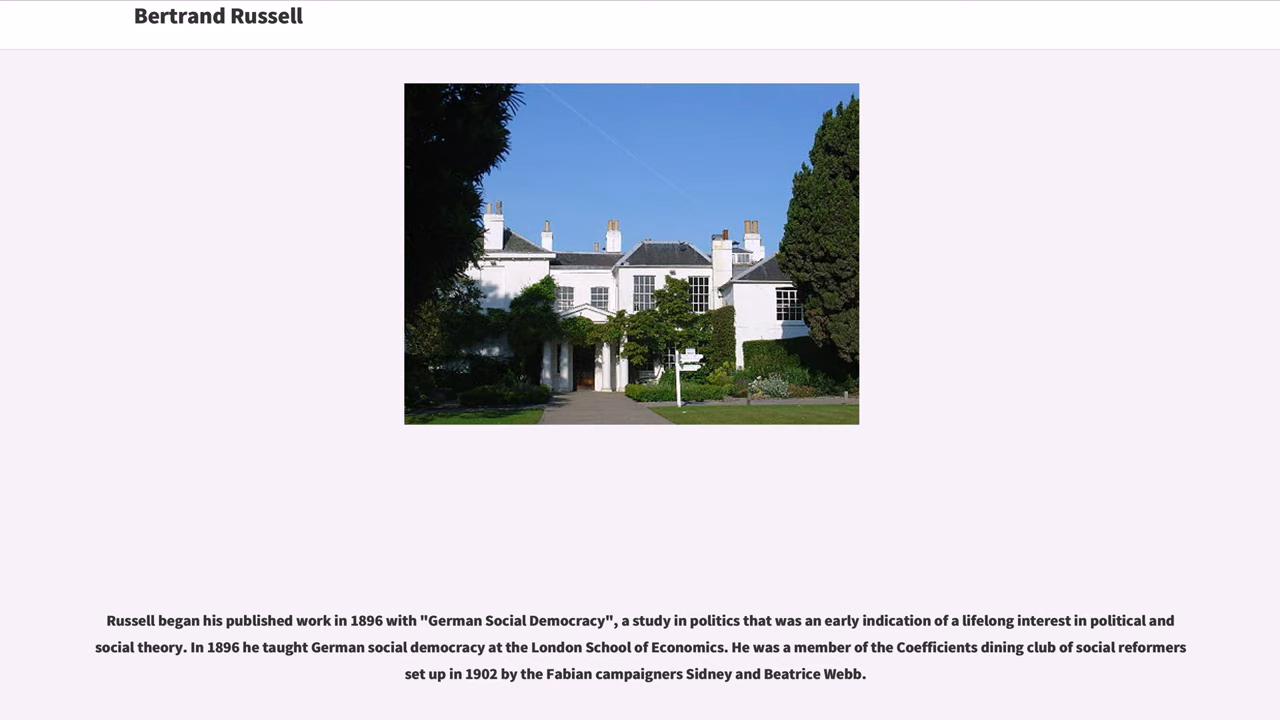 Bertrand Russell
Russell began his published work in 1896 with "German Social Democracy", a study in politics that was an early indication of a lifelong interest in political and
social theory. In 1896 he taught German social democracy at the London School of Economics. He was a member of the Coefficients dining club of social reformers
set up in 1902 by the Fabian campaigners Sidney and Beatrice Webb.